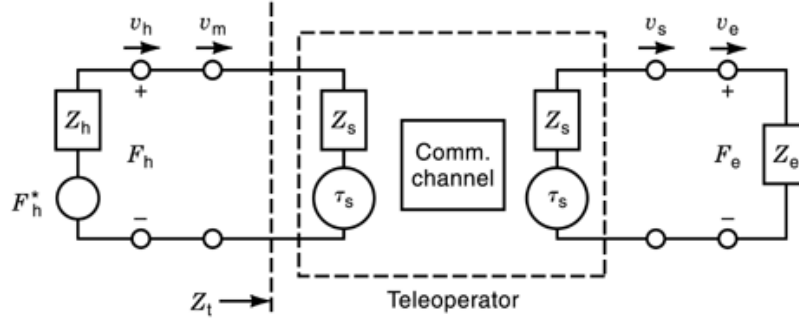 v_h v_m v_s v_e
+ +
Z_h Z_s Z_s Z_e
F_h Comm. channel F_e
F*_h τ_s τ_s
− −
Z_t Teleoperator